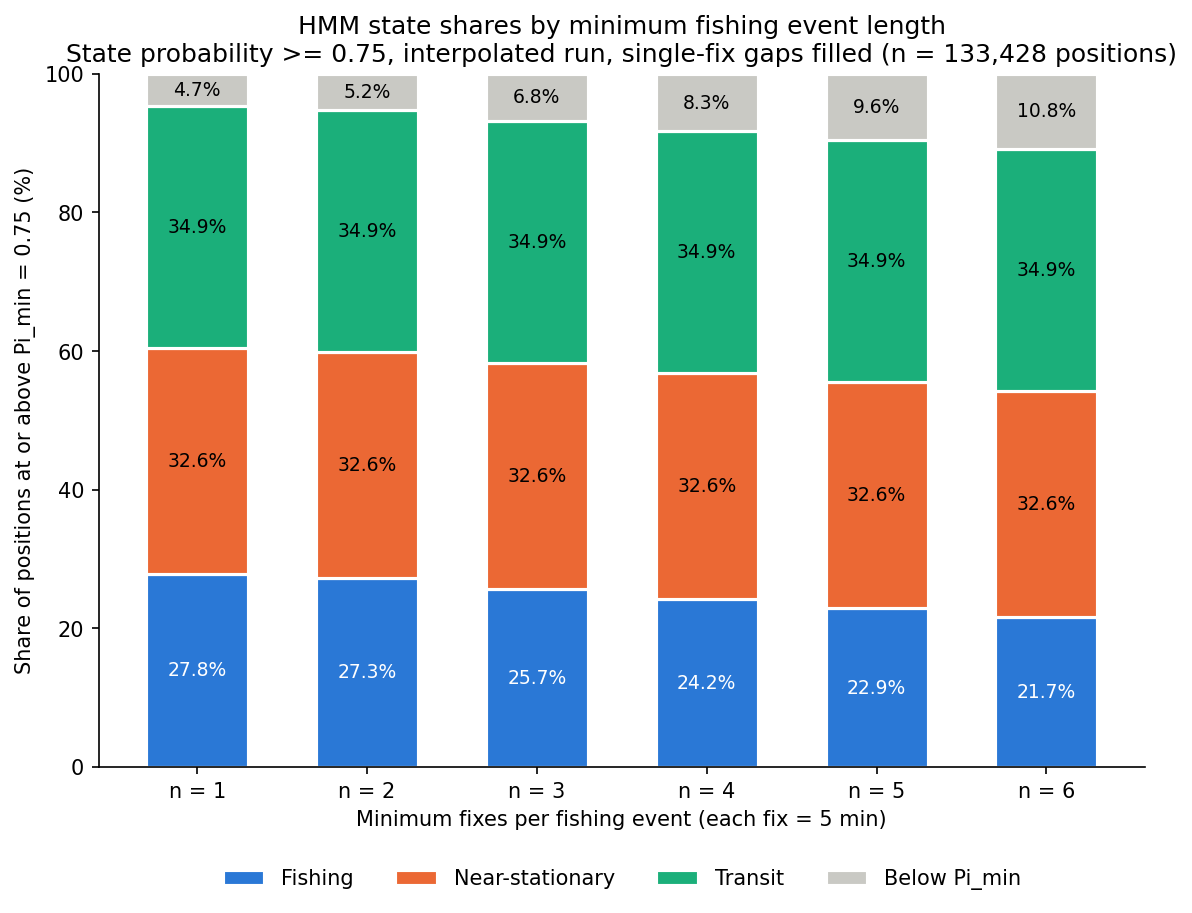 HMM state shares by minimum fishing event length
State probability >= 0.75, interpolated run, single-fix gaps filled (n = 133,428 positions)
Share of positions at or above Pi_min = 0.75 (%)
100
80
60
40
20
0
4.7%
5.2%
6.8%
8.3%
9.6%
10.8%
34.9%
34.9%
34.9%
34.9%
34.9%
34.9%
32.6%
32.6%
32.6%
32.6%
32.6%
32.6%
27.8%
27.3%
25.7%
24.2%
22.9%
21.7%
n = 1
n = 2
n = 3
n = 4
n = 5
n = 6
Minimum fixes per fishing event (each fix = 5 min)
Fishing
Near-stationary
Transit
Below Pi_min